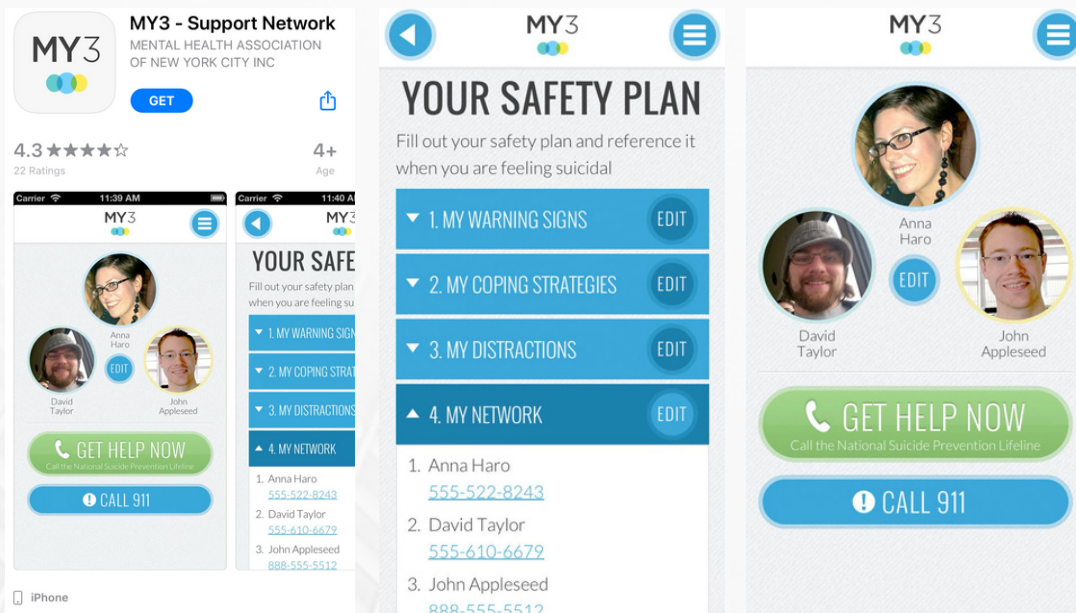 MY3
MY3 - Support Network
MENTAL HEALTH ASSOCIATION
OF NEW YORK CITY INC
GET
4.3
22 Ratings
4+
Age
Carrier 11:39 AM
MY3
Anna
Haro
David
Taylor
EDIT
John
Appleseed
GET HELP NOW
Call the National Suicide Prevention Lifeline
CALL 911
Carrier 11:40 A
MY3
YOUR SAFE
Fill out your safety plan
when you are feeling su
1. MY WARNING SIGN
2. MY COPING STRAT
3. MY DISTRACTIONS
4. MY NETWORK
1. Anna Haro
555-522-8243
2. David Taylor
555-610-6679
3. John Appleseed
888-555-5512
iPhone
MY3
YOUR SAFETY PLAN
Fill out your safety plan and reference it
when you are feeling suicidal
1. MY WARNING SIGNS EDIT
2. MY COPING STRATEGIES EDIT
3. MY DISTRACTIONS EDIT
4. MY NETWORK EDIT
1. Anna Haro
555-522-8243
2. David Taylor
555-610-6679
3. John Appleseed
888-555-5512
MY3
Anna
Haro
EDIT
David
Taylor
John
Appleseed
GET HELP NOW
Call the National Suicide Prevention Lifeline
CALL 911